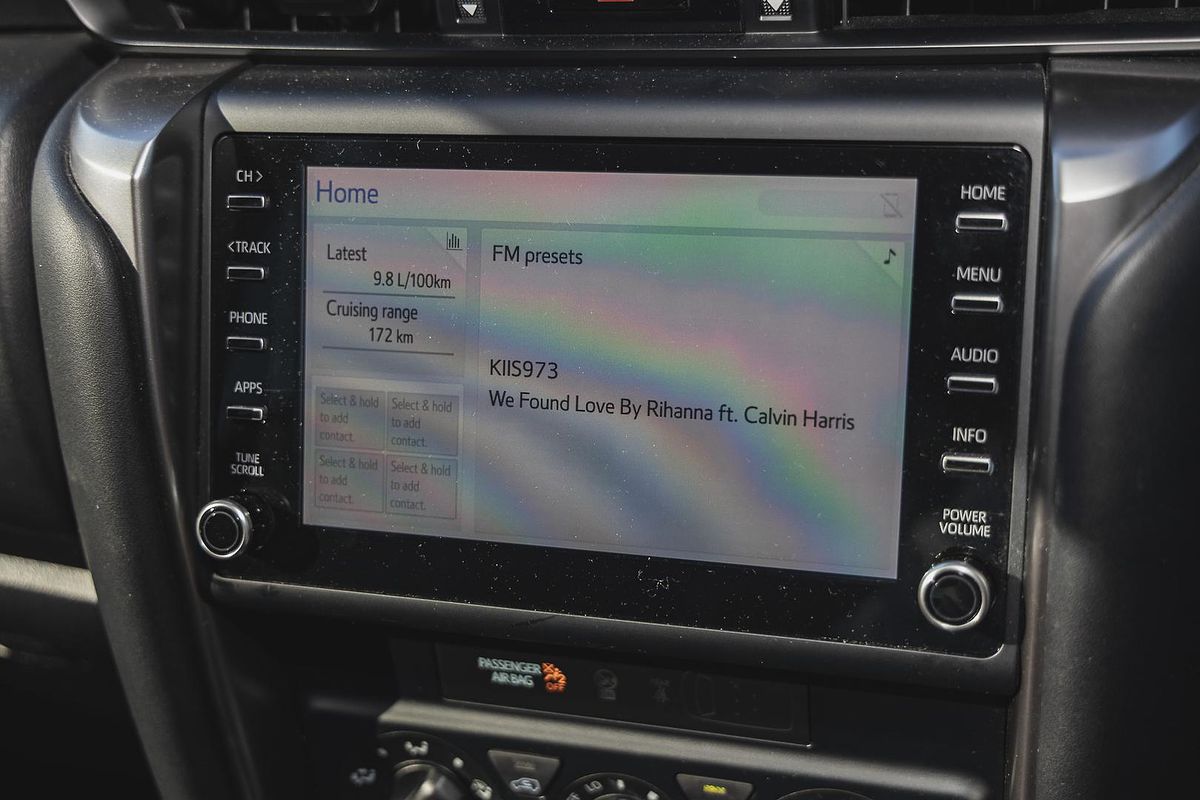 CH>
<TRACK
PHONE
APPS
TUNE
SCROLL
Home
Latest
9.8 L/100km
Cruising range
172 km
Select & hold
to add
contact.
Select & hold
to add
contact.
Select & hold
to add
contact.
Select & hold
to add
contact.
FM presets
KIIS973
We Found Love By Rihanna ft. Calvin Harris
HOME
MENU
AUDIO
INFO
POWER
VOLUME
PASSENGER
AIR BAG
OFF
LO